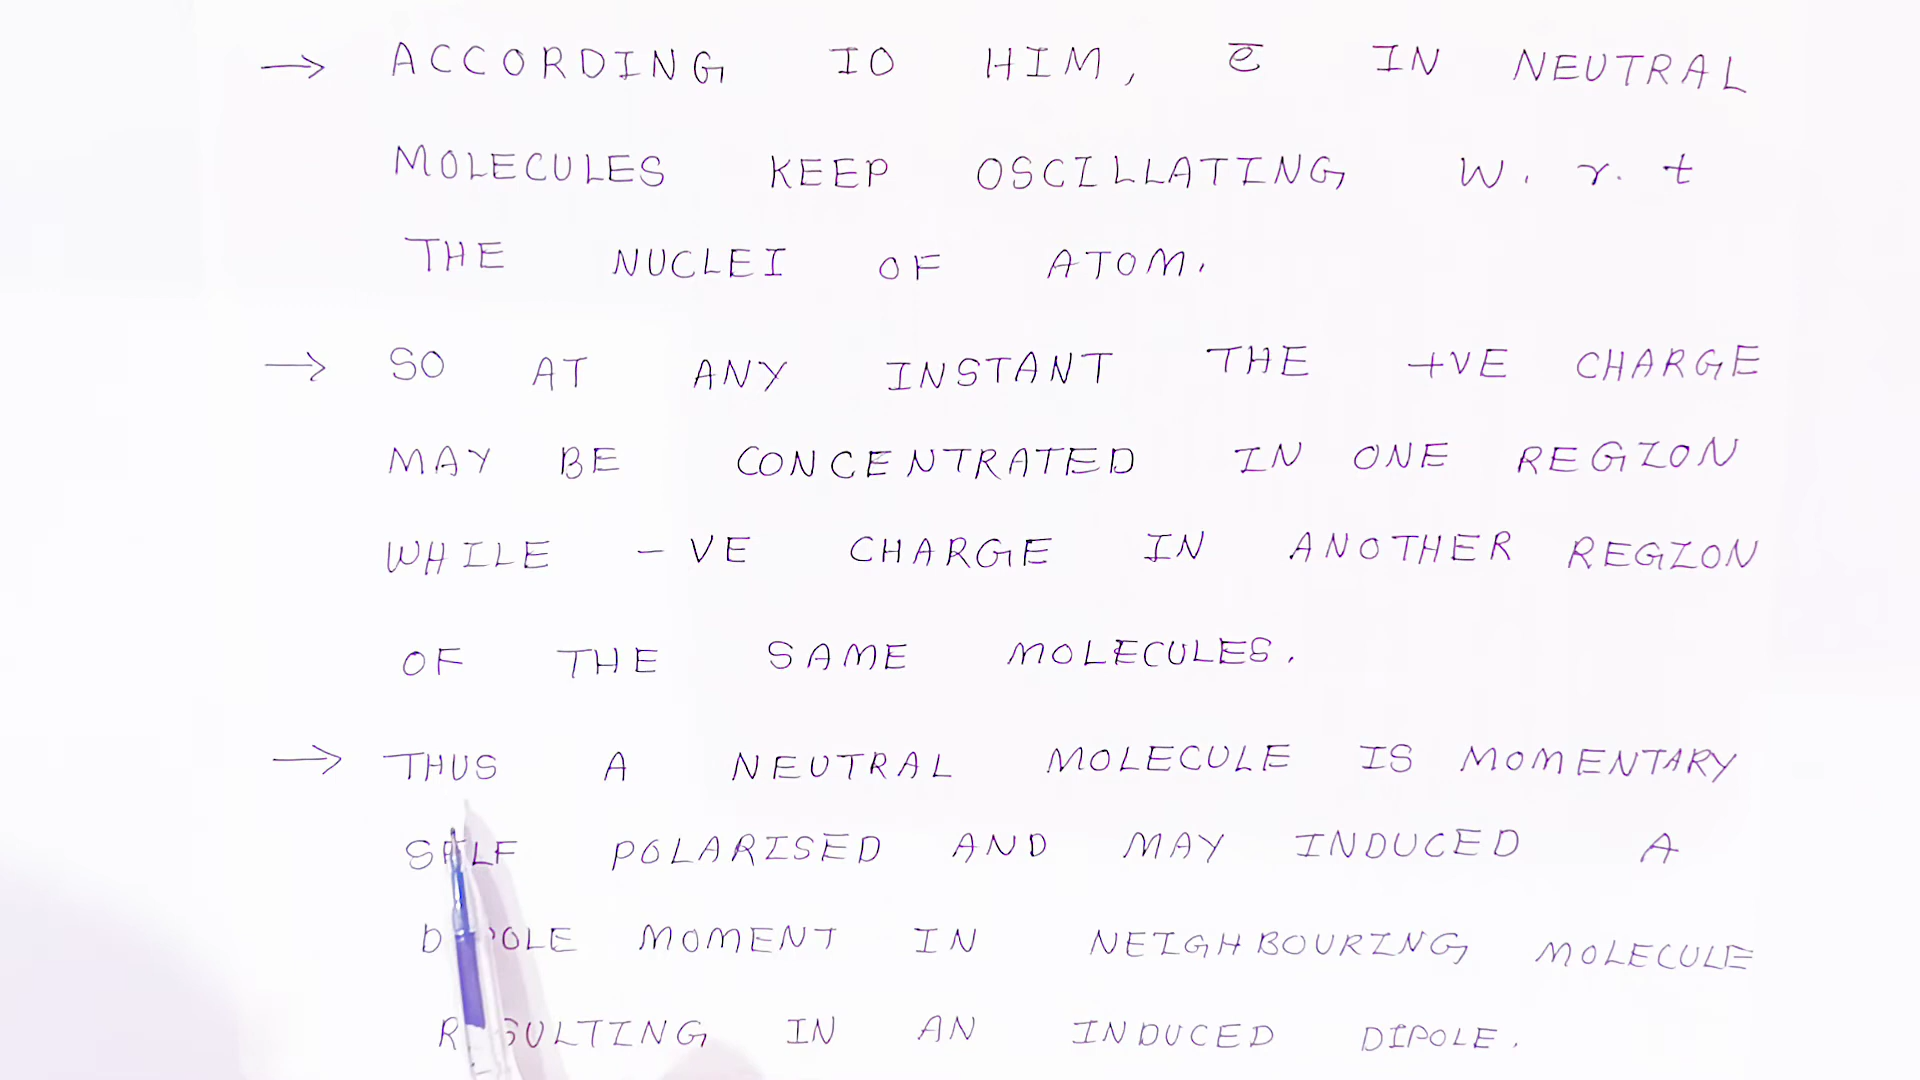 → ACCORDING TO HIM, e̅ IN NEUTRAL
MOLECULES KEEP OSCILLATING W.r.t
THE NUCLEI OF ATOM.
→ SO AT ANY INSTANT THE +VE CHARGE
MAY BE CONCENTRATED IN ONE REGION
WHILE -VE CHARGE IN ANOTHER REGION
OF THE SAME MOLECULES.
→ THUS A NEUTRAL MOLECULE IS MOMENTARY
SELF POLARISED AND MAY INDUCED A
DIPOLE MOMENT IN NEIGHBOURING MOLECULE
RESULTING IN AN INDUCED DIPOLE.